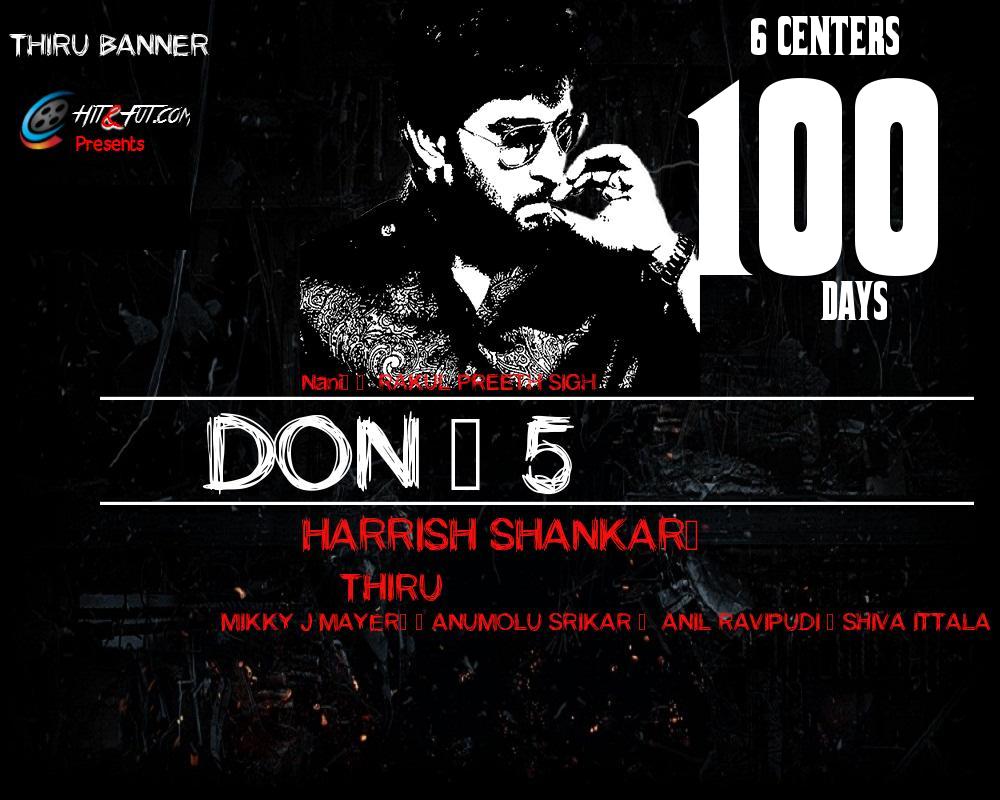 THIRU BANNER
6 CENTERS
HIT&FUT.COM
Presents
100
DAYS
Nani▯ ▯ RAKUL PREETH SIGH
DON ▯ 5
HARRISH SHANKAR▯
THIRU
MIKKY J MAYER▯ ▯ ANUMOLU SRIKAR ▯ ANIL RAVIPUDI ▯ SHIVA ITTALA